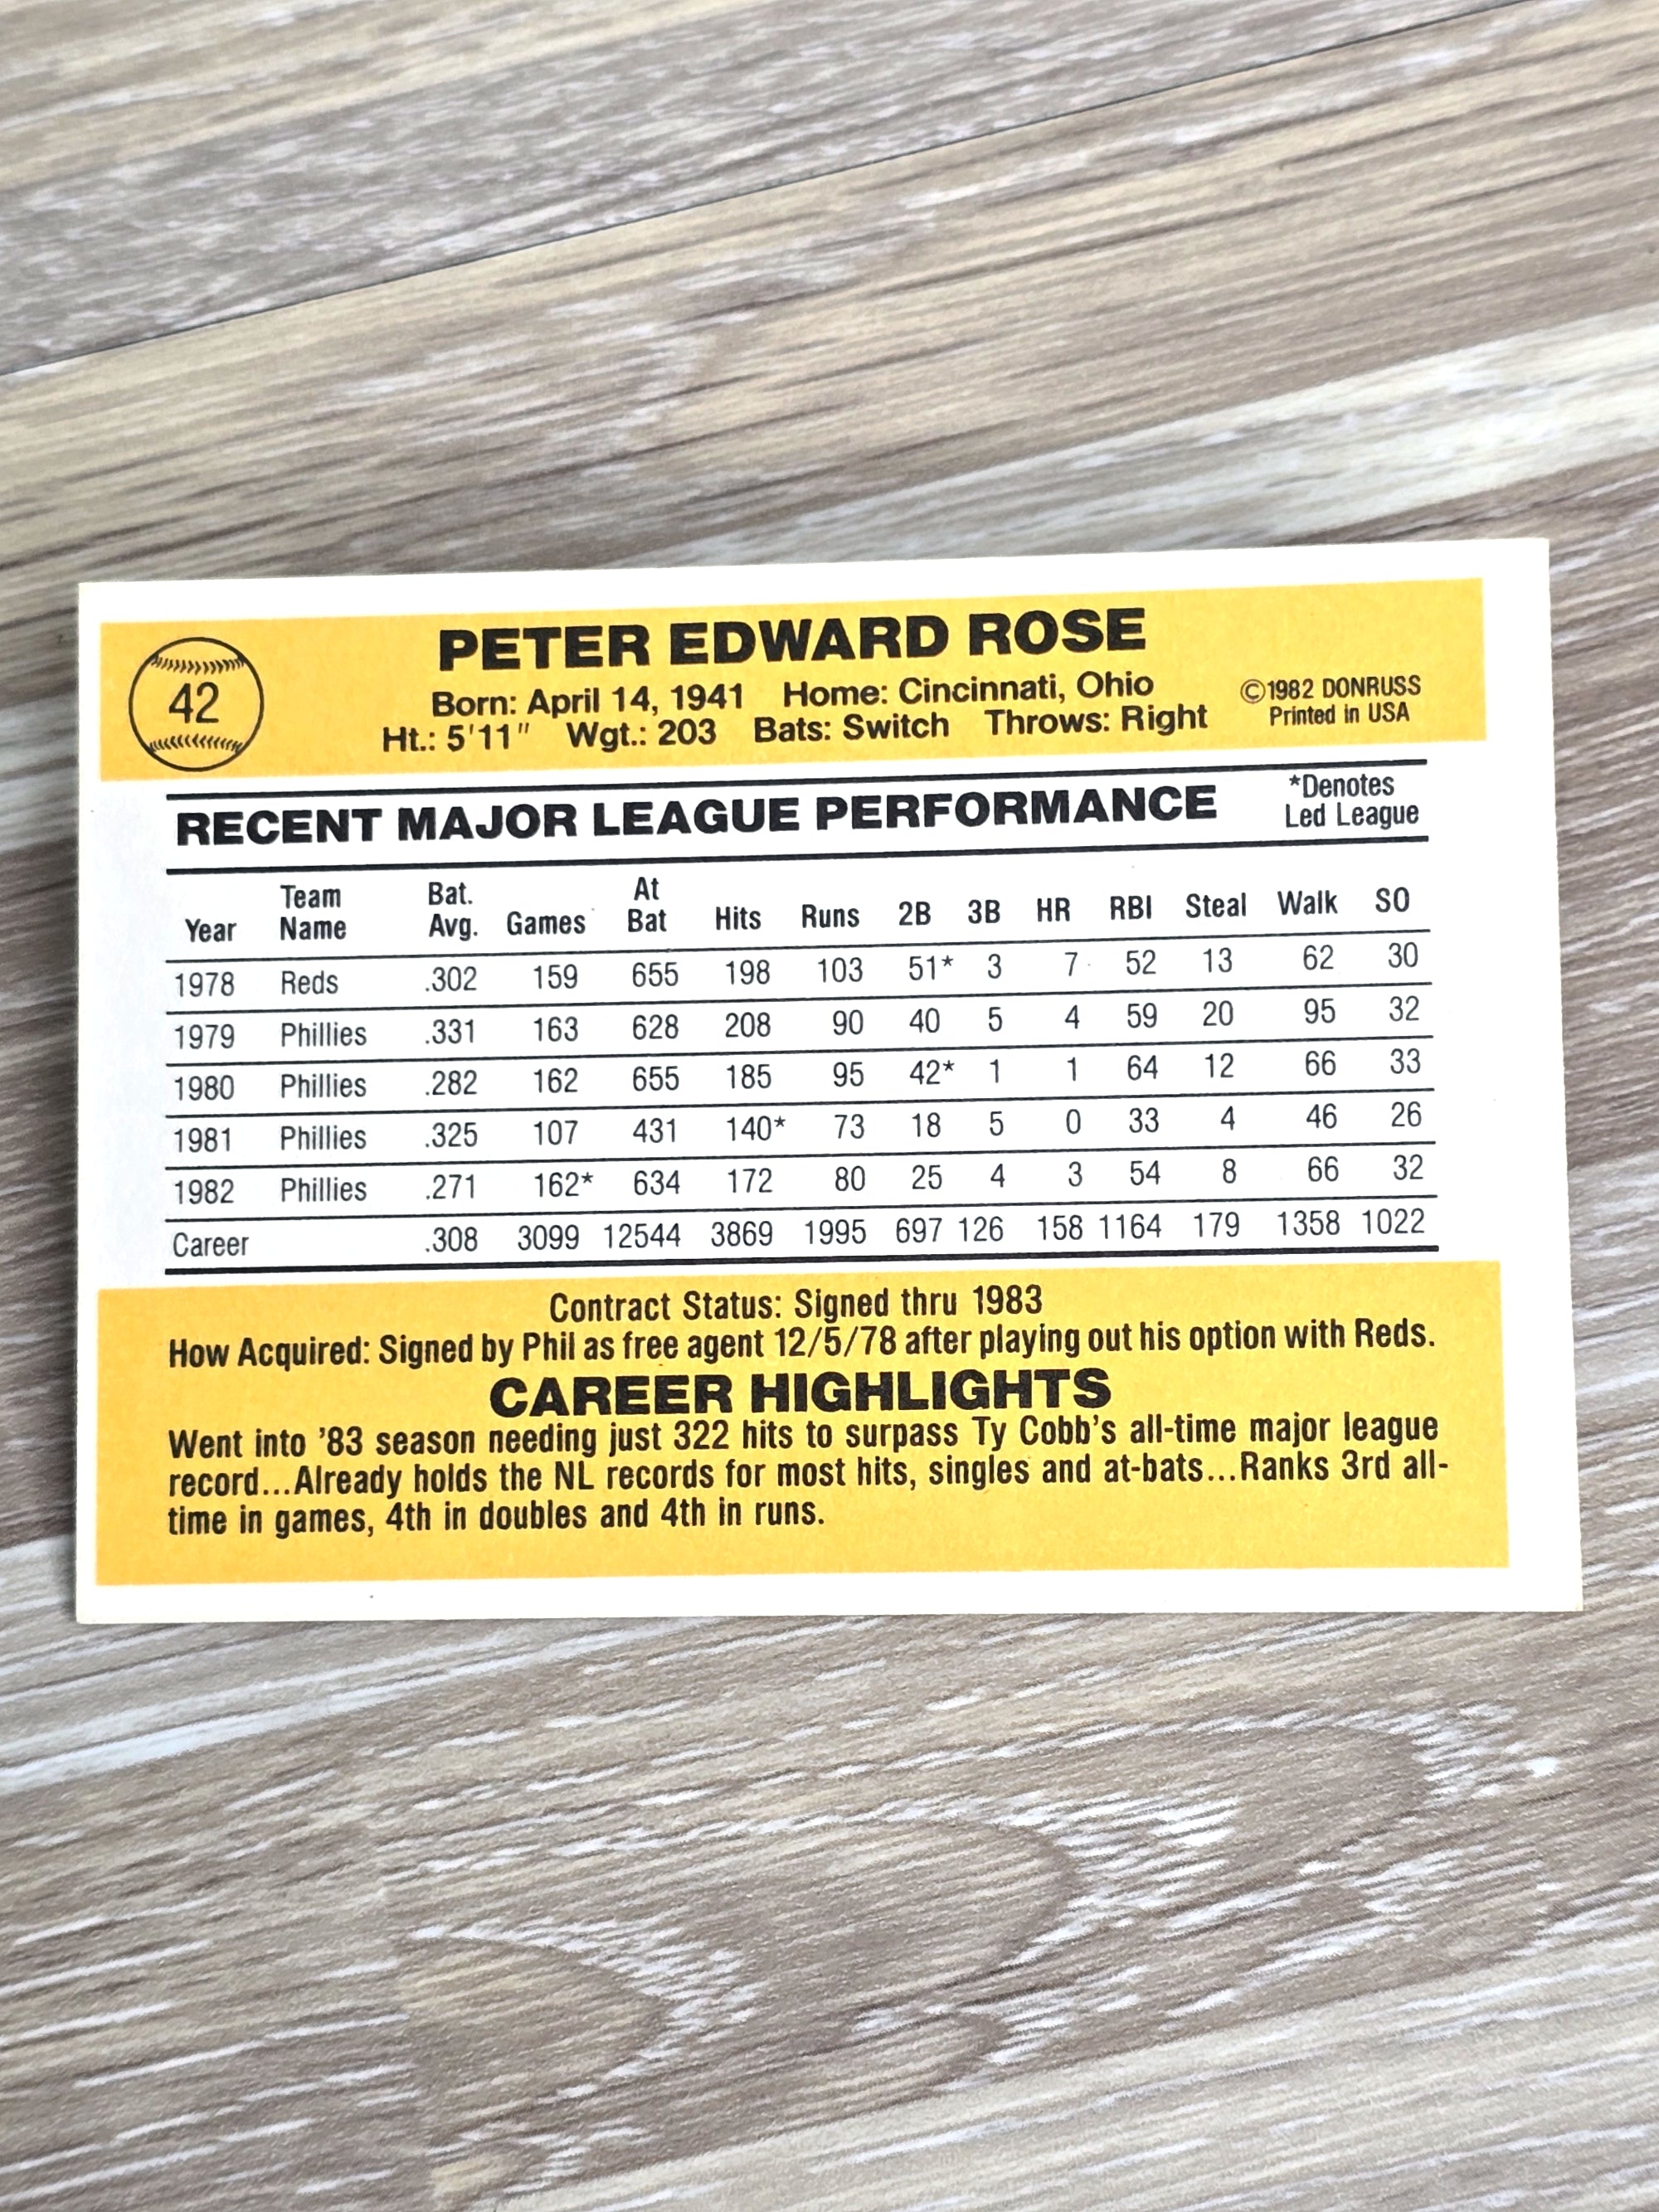 42
PETER EDWARD ROSE
Born: April 14, 1941 Home: Cincinnati, Ohio
Ht.: 5'11" Wgt.: 203 Bats: Switch Throws: Right
©1982 DONRUSS
Printed in USA
RECENT MAJOR LEAGUE PERFORMANCE
*Denotes
Led League
Year Team Name Bat. Avg. Games At Bat Hits Runs 2B 3B HR RBI Steal Walk SO
1978 Reds .302 159 655 198 103 51* 3 7 52 13 62 30
1979 Phillies .331 163 628 208 90 40 5 4 59 20 95 32
1980 Phillies .282 162 655 185 95 42* 1 1 64 12 66 33
1981 Phillies .325 107 431 140* 73 18 5 0 33 4 46 26
1982 Phillies .271 162* 634 172 80 25 4 3 54 8 66 32
Career .308 3099 12544 3869 1995 697 126 158 1164 179 1358 1022
Contract Status: Signed thru 1983
How Acquired: Signed by Phil as free agent 12/5/78 after playing out his option with Reds.
CAREER HIGHLIGHTS
Went into '83 season needing just 322 hits to surpass Ty Cobb's all-time major league
record...Already holds the NL records for most hits, singles and at-bats...Ranks 3rd all-
time in games, 4th in doubles and 4th in runs.